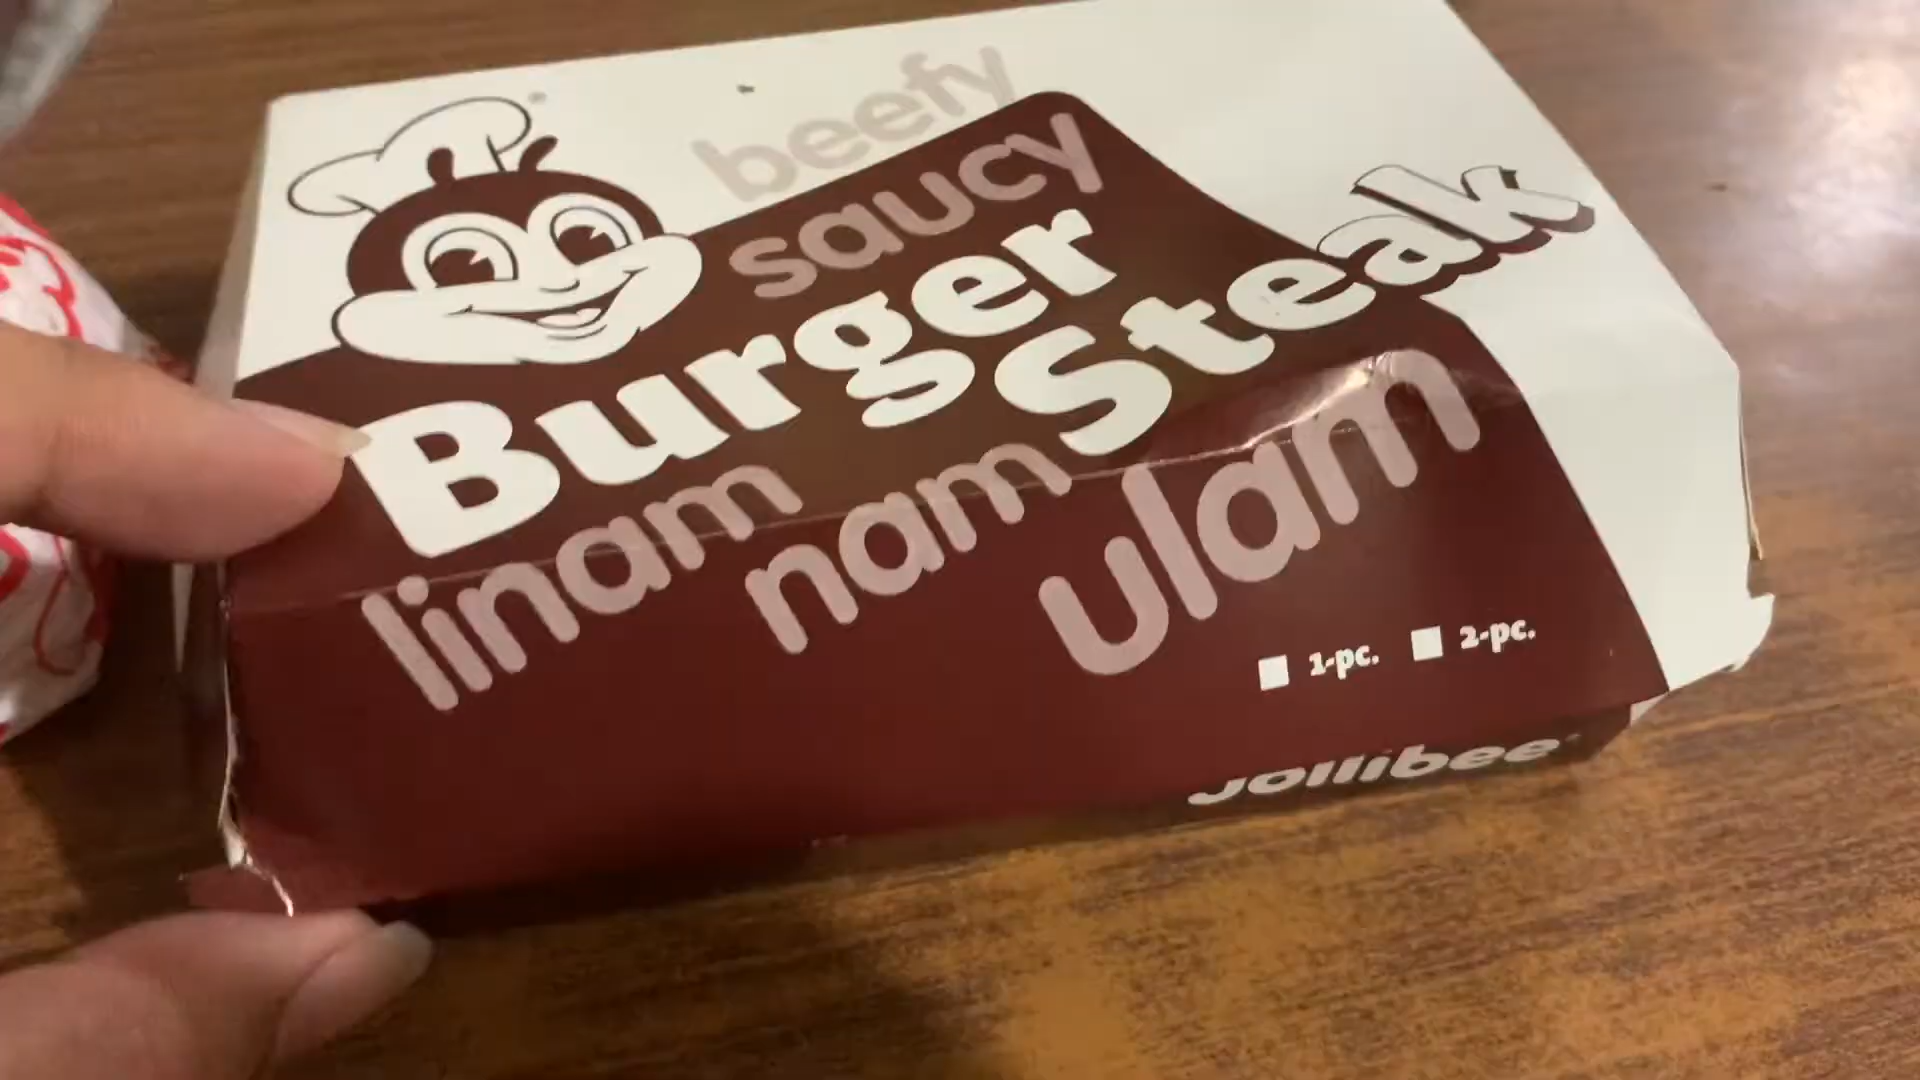 beefy
saucy
Burger
Steak
linam
nam
ulam
1-pc. 2-pc.
Jollibee